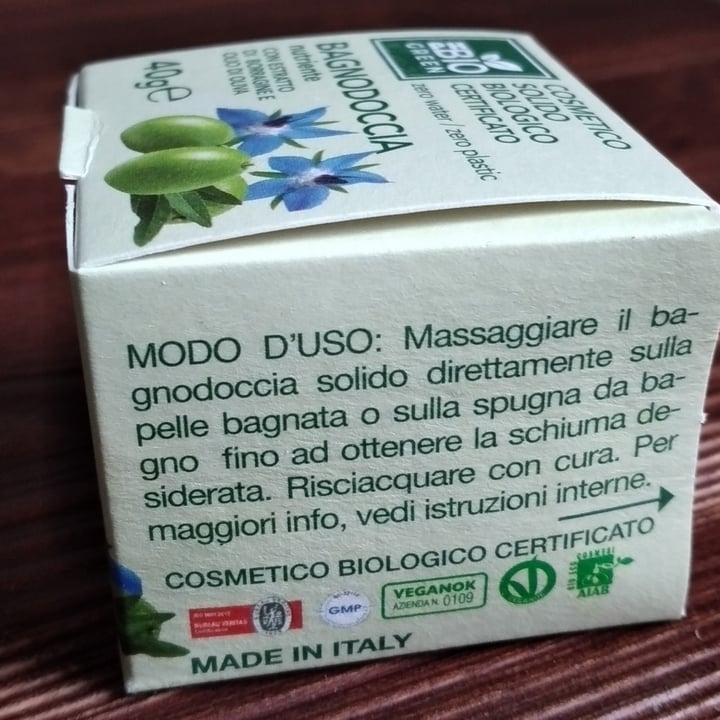 EBIO
GREEN
COSMETICO
SOLIDO
BIOLOGICO
CERTIFICATO
zero water / zero plastic
BAGNODOCCIA
nutriente
CON ESTRATTO
DI BORRAGINE E
OLIO DI OLIVA
40g℮
MODO D'USO: Massaggiare il ba-
gnodoccia solido direttamente sulla
pelle bagnata o sulla spugna da ba-
gno fino ad ottenere la schiuma de-
siderata. Risciacquare con cura. Per
maggiori info, vedi istruzioni interne.
COSMETICO BIOLOGICO CERTIFICATO
BUREAU VERITAS
Certification
GMP
VEGANOK
AZIENDA N. 0109
AIAB
MADE IN ITALY